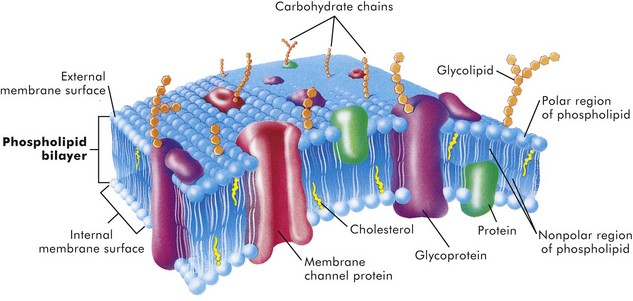 Carbohydrate chains
Glycolipid
External
membrane surface
Polar region
of phospholipid
Phospholipid
bilayer
Internal
membrane surface
Cholesterol
Membrane
channel protein
Glycoprotein
Protein
Nonpolar region
of phospholipid